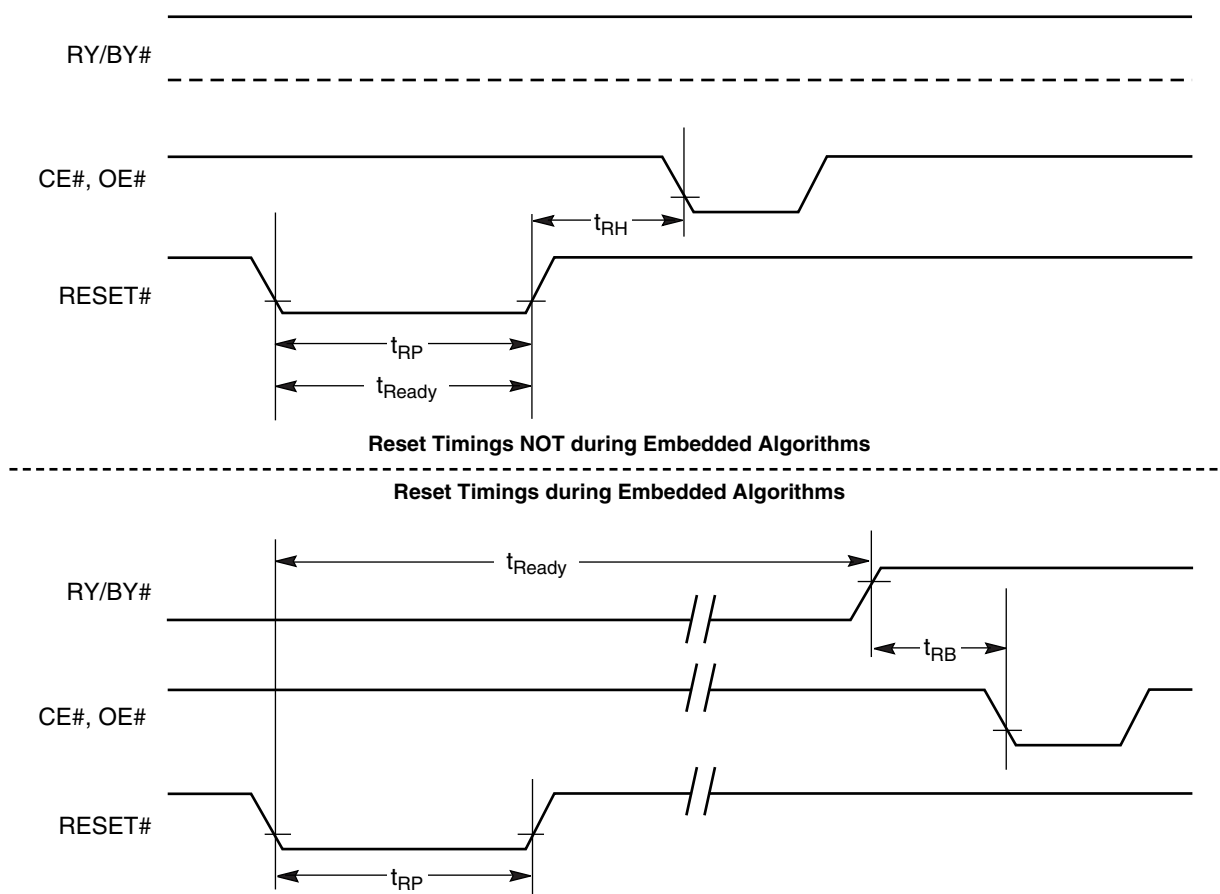 RY/BY#
CE#, OE#
tRH
RESET#
tRP
tReady
Reset Timings NOT during Embedded Algorithms
Reset Timings during Embedded Algorithms
tReady
RY/BY#
tRB
CE#, OE#
RESET#
tRP